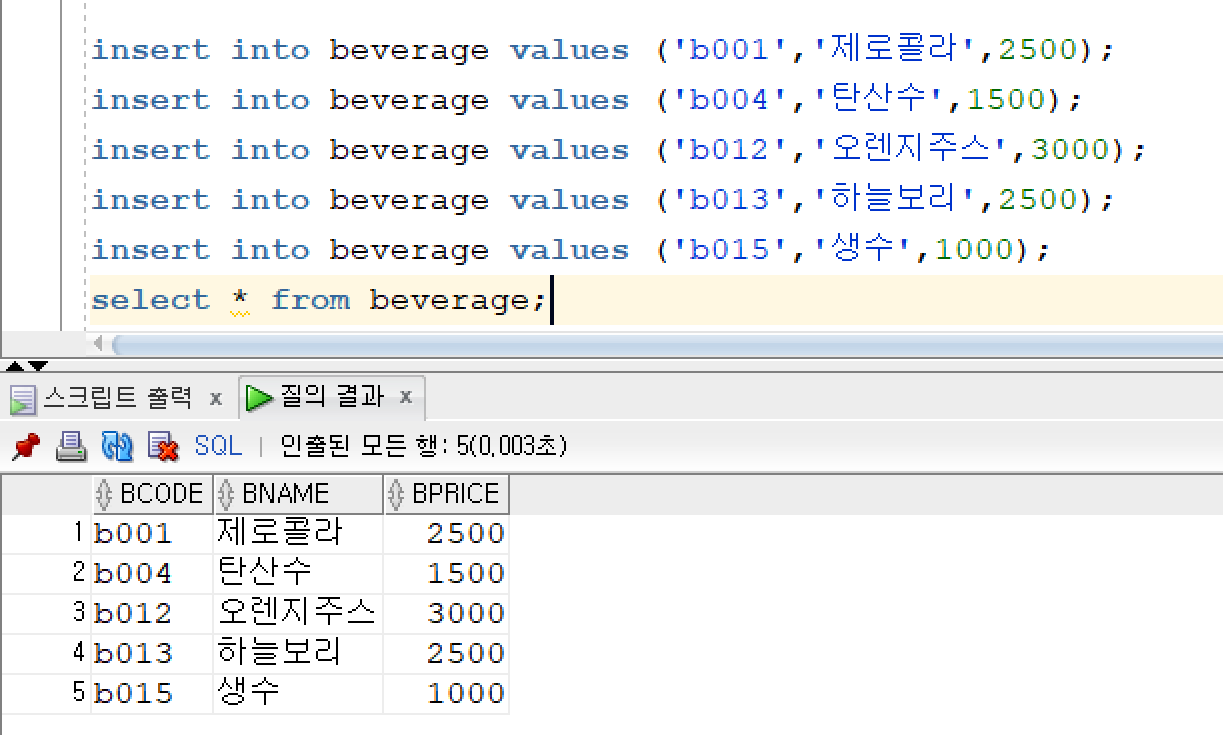 insert into beverage values ('b001','제로콜라',2500);
insert into beverage values ('b004','탄산수',1500);
insert into beverage values ('b012','오렌지주스',3000);
insert into beverage values ('b013','하늘보리',2500);
insert into beverage values ('b015','생수',1000);
select * from beverage;
스크립트 출력 x 질의 결과 x
SQL | 인출된 모든 행: 5(0,003초)
BCODE BNAME BPRICE
1 b001 제로콜라 2500
2 b004 탄산수 1500
3 b012 오렌지주스 3000
4 b013 하늘보리 2500
5 b015 생수 1000